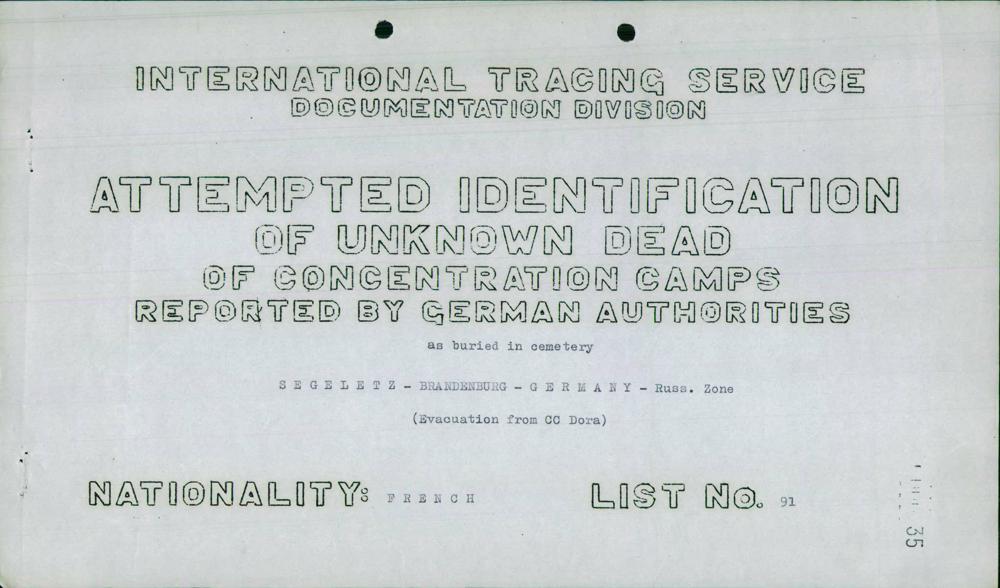 INTERNATIONAL TRACING SERVICE
DOCUMENTATION DIVISION
ATTEMPTED IDENTIFICATION
OF UNKNOWN DEAD
OF CONCENTRATION CAMPS
REPORTED BY GERMAN AUTHORITIES
as buried in cemetery
S E G E L E T Z - BRANDENBURG - G E R M A N Y - Russ. Zone
(Evacuation from CC Dora)
NATIONALITY: F R E N C H
LIST No. 91
35